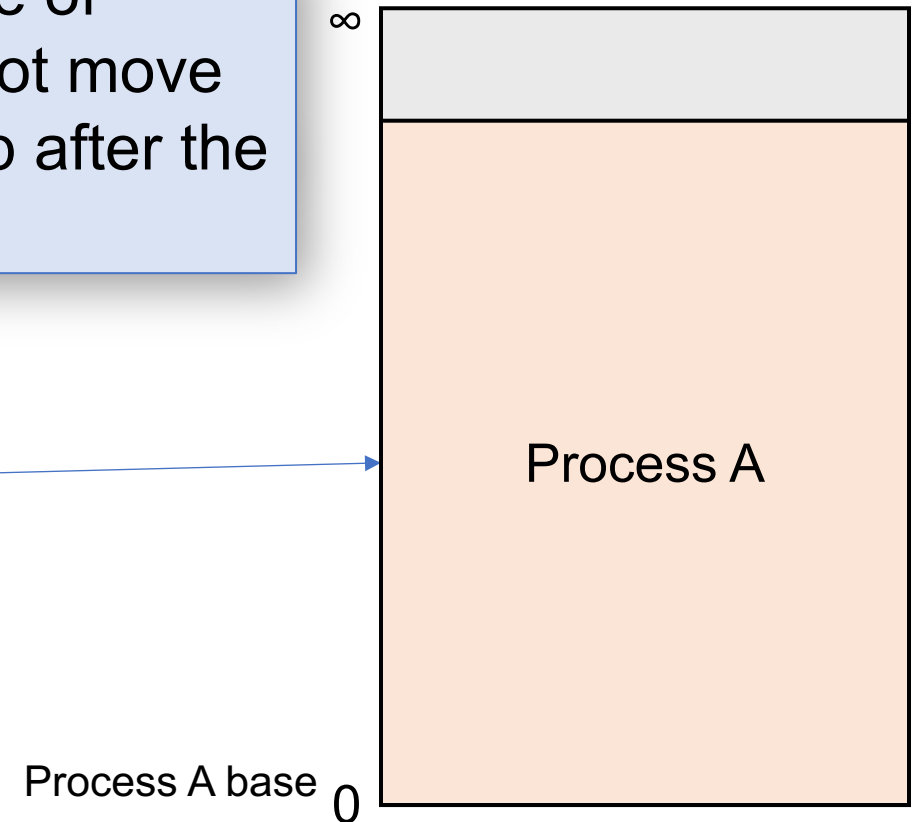 ot move
after the
∞
Process A
Process A base
0